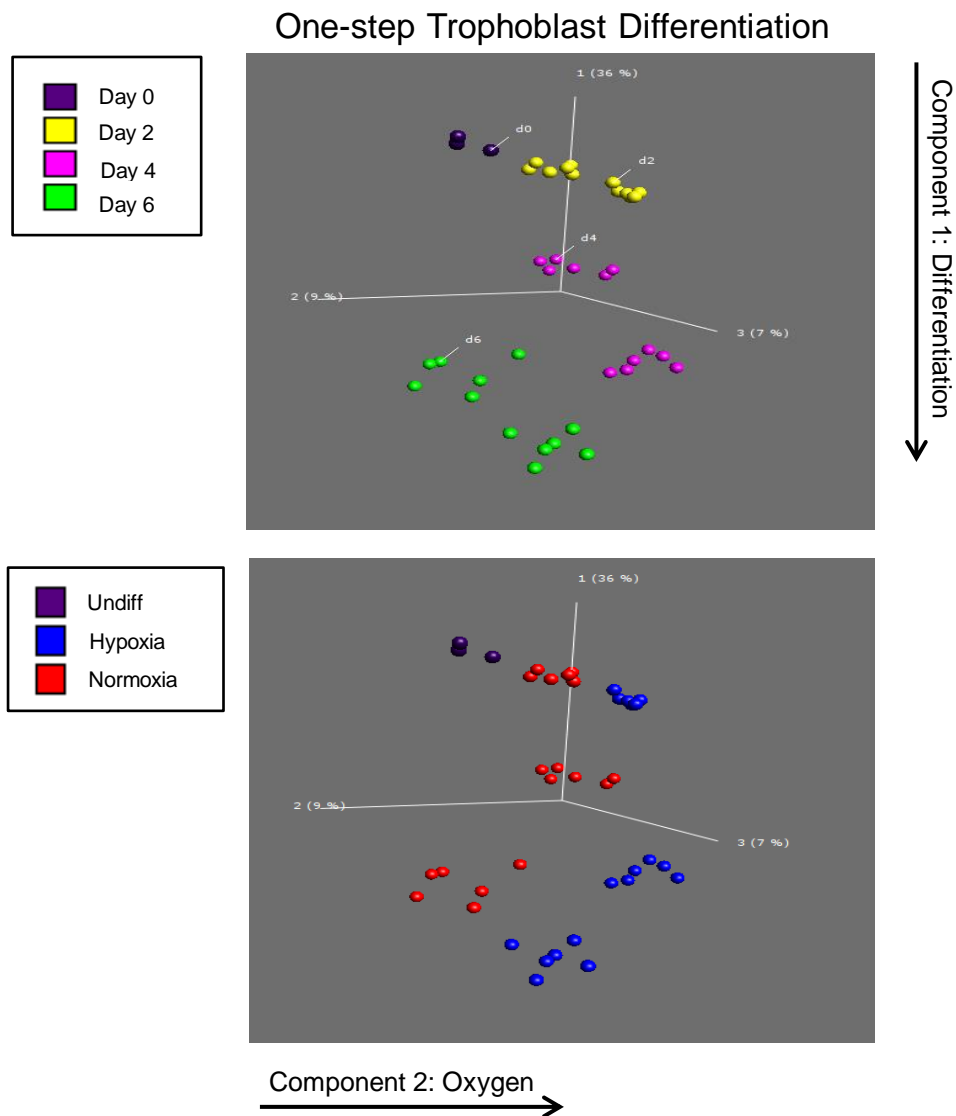 One-step Trophoblast Differentiation
Day 0
Day 2
Day 4
Day 6
1 (36 %)
d0
d2
d4
2 (9 %)
3 (7 %)
d6
Component 1: Differentiation
Undiff
Hypoxia
Normoxia
1 (36 %)
2 (9 %)
3 (7 %)
Component 2: Oxygen